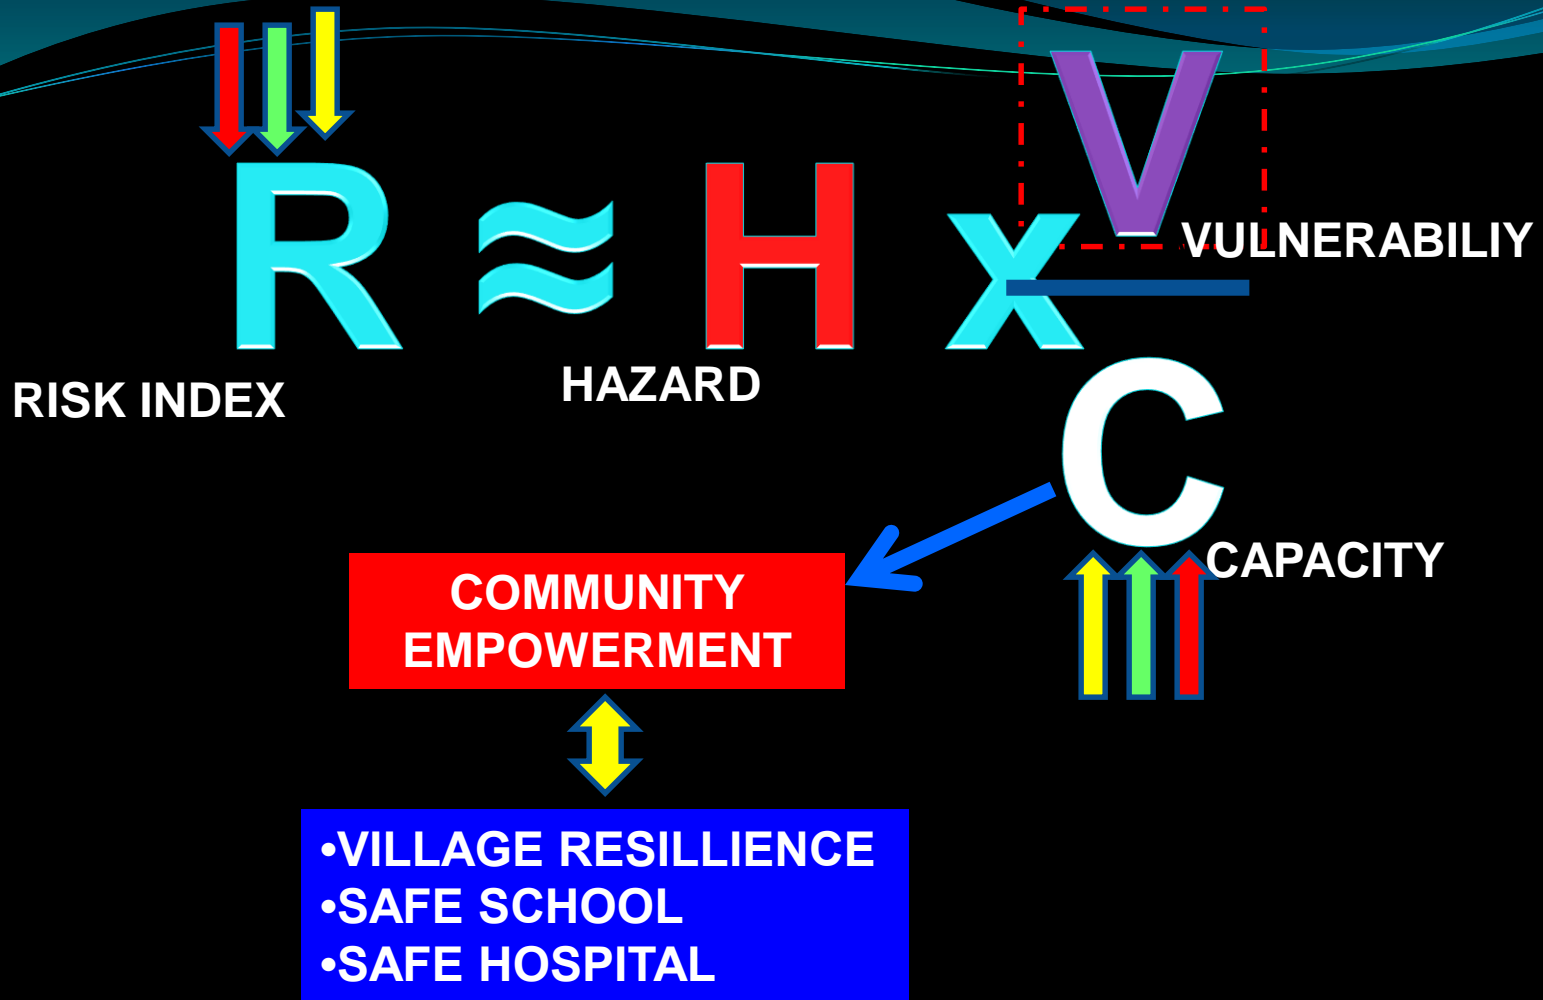 R ≈ H x V
VULNERABILIY
C
RISK INDEX
HAZARD
CAPACITY
COMMUNITY
EMPOWERMENT
•VILLAGE RESILLIENCE
•SAFE SCHOOL
•SAFE HOSPITAL